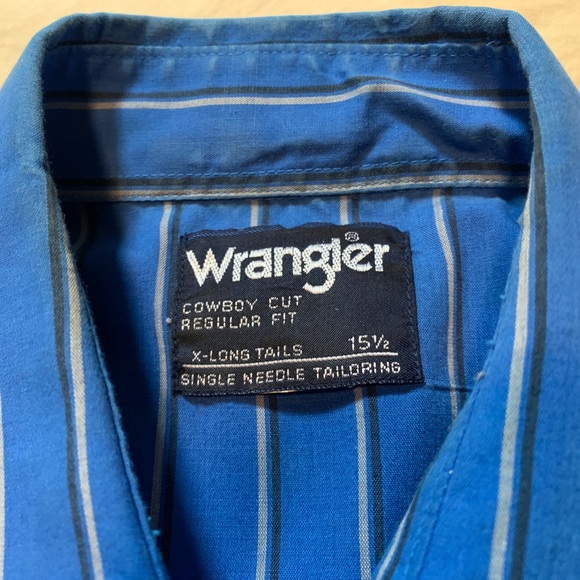 Wrangler®
COWBOY CUT
REGULAR FIT
X-LONG TAILS 15½
SINGLE NEEDLE TAILORING